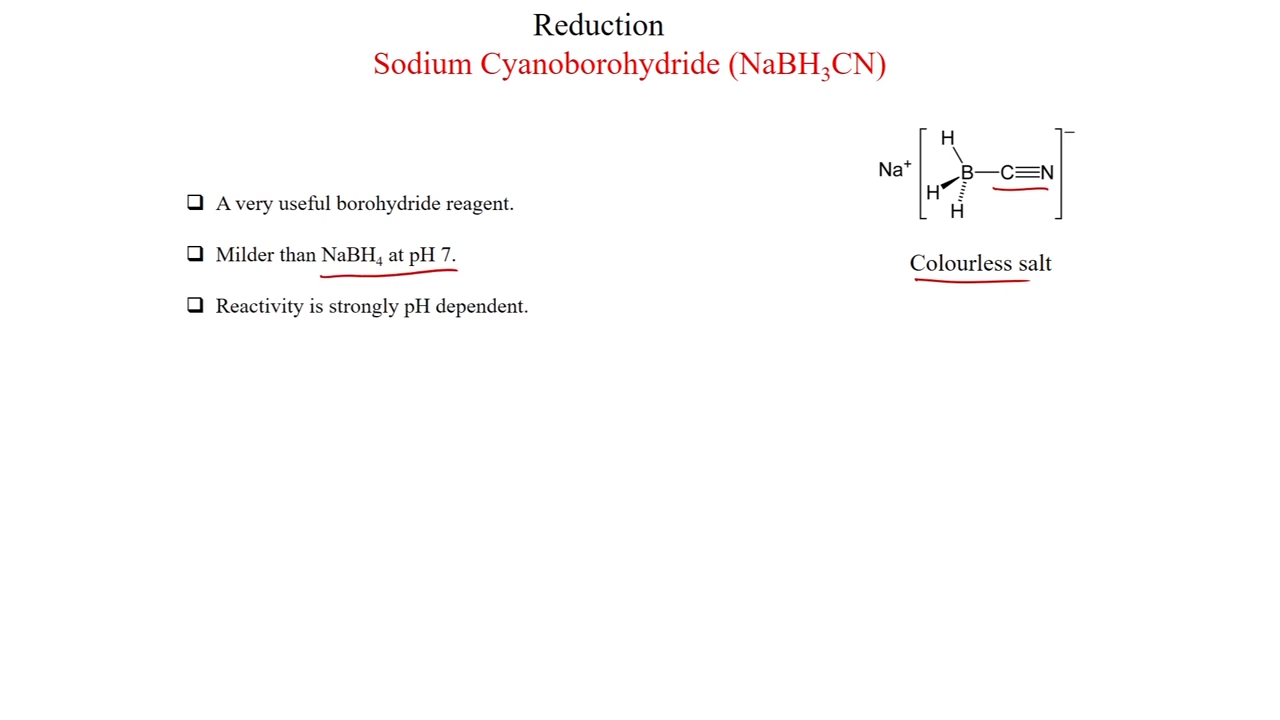 Reduction
Sodium Cyanoborohydride (NaBH₃CN)
❑ A very useful borohydride reagent.
❑ Milder than NaBH₄ at pH 7.
❑ Reactivity is strongly pH dependent.
H
Na⁺ B C N ⁻
H
H
Colourless salt